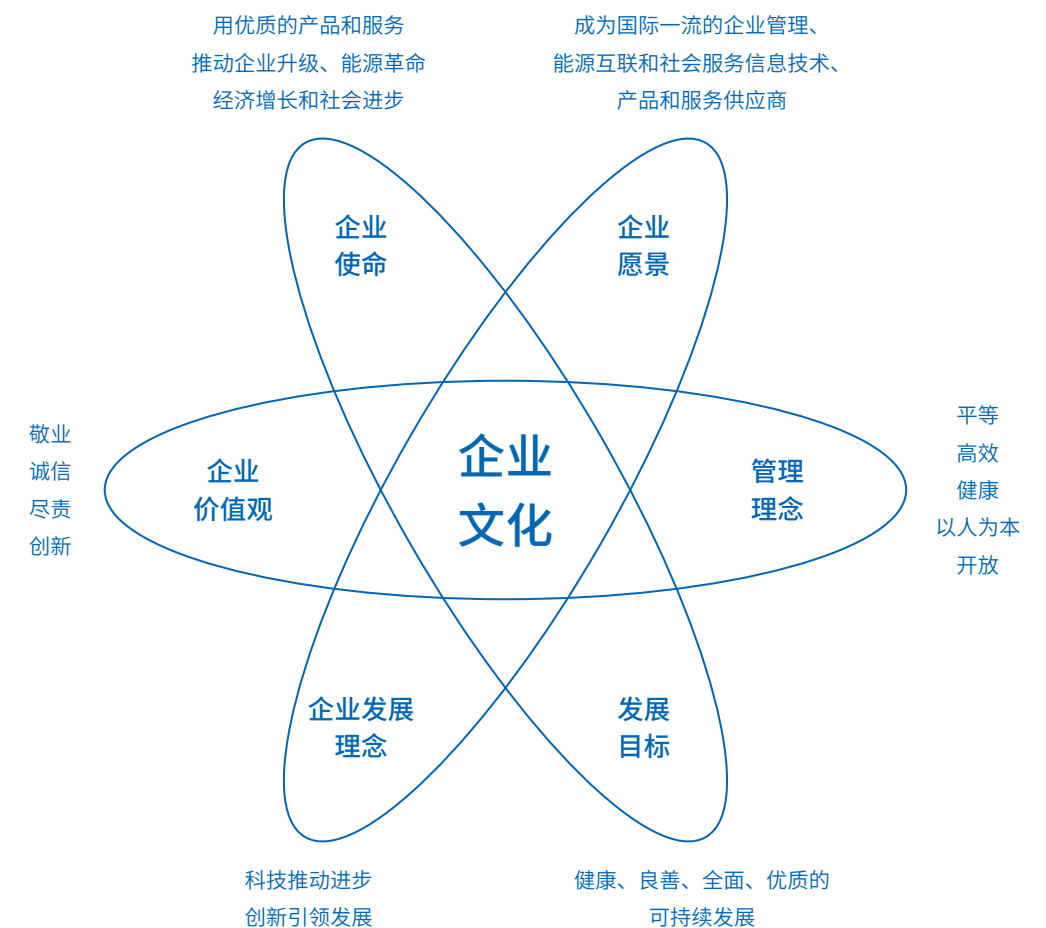 用优质的产品和服务
推动企业升级、能源革命
经济增长和社会进步
成为国际一流的企业管理、
能源互联和社会服务信息技术、
产品和服务供应商
企业
使命
企业
愿景
敬业
诚信
尽责
创新
企业
价值观
企业
文化
管理
理念
平等
高效
健康
以人为本
开放
企业发展
理念
发展
目标
科技推动进步
创新引领发展
健康、良善、全面、优质的
可持续发展